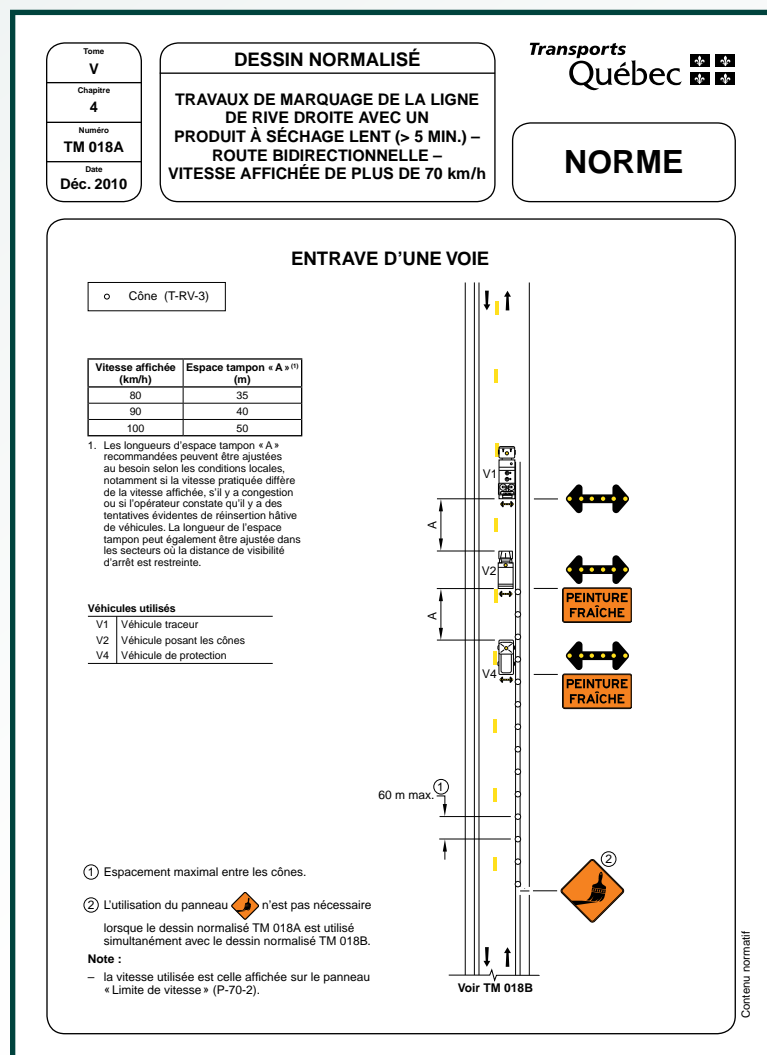 Tome
V
Chapitre
4
Numéro
TM 018A
Date
Déc. 2010
DESSIN NORMALISÉ
TRAVAUX DE MARQUAGE DE LA LIGNE
DE RIVE DROITE AVEC UN
PRODUIT À SÉCHAGE LENT (> 5 MIN.) –
ROUTE BIDIRECTIONNELLE –
VITESSE AFFICHÉE DE PLUS DE 70 km/h
Transports
Québec
NORME
ENTRAVE D'UNE VOIE
Cône (T-RV-3)
Vitesse affichée Espace tampon « A » (1)
(km/h) (m)
80 35
90 40
100 50
1. Les longueurs d'espace tampon « A »
recommandées peuvent être ajustées
au besoin selon les conditions locales,
notamment si la vitesse pratiquée diffère
de la vitesse affichée, s'il y a congestion
ou si l'opérateur constate qu'il y a des
tentatives évidentes de réinsertion hâtive
de véhicules. La longueur de l'espace
tampon peut également être ajustée dans
les secteurs où la distance de visibilité
d'arrêt est restreinte.
Véhicules utilisés
V1 Véhicule traceur
V2 Véhicule posant les cônes
V4 Véhicule de protection
V1
A
V2
PEINTURE
FRAÎCHE
A
V4
PEINTURE
FRAÎCHE
60 m max. 1
2
1 Espacement maximal entre les cônes.
2 L'utilisation du panneau n'est pas nécessaire
lorsque le dessin normalisé TM 018A est utilisé
simultanément avec le dessin normalisé TM 018B.
Note :
– la vitesse utilisée est celle affichée sur le panneau
« Limite de vitesse » (P-70-2).
Voir TM 018B
Contenu normatif